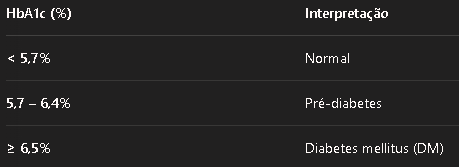 HbA1c (%) Interpretação
< 5,7% Normal
5,7 – 6,4% Pré-diabetes
≥ 6,5% Diabetes mellitus (DM)